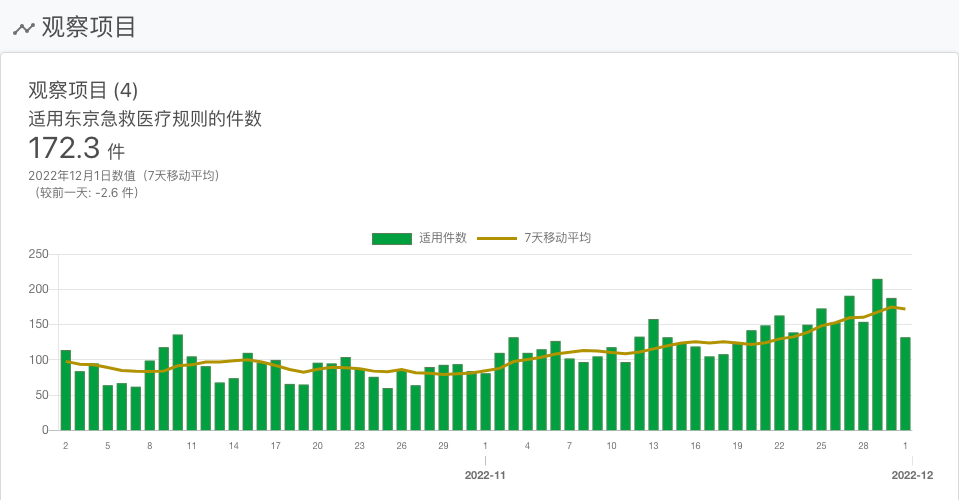 观察项目
观察项目 (4)
适用东京急救医疗规则的件数
172.3 件
2022年12月1日数值（7天移动平均）
（较前一天: -2.6 件）
适用件数 7天移动平均
250
200
150
100
50
0
2 5 8 11 14 17 20 23 26 29 1 4 7 10 13 16 19 22 25 28 1
2022-11 2022-12